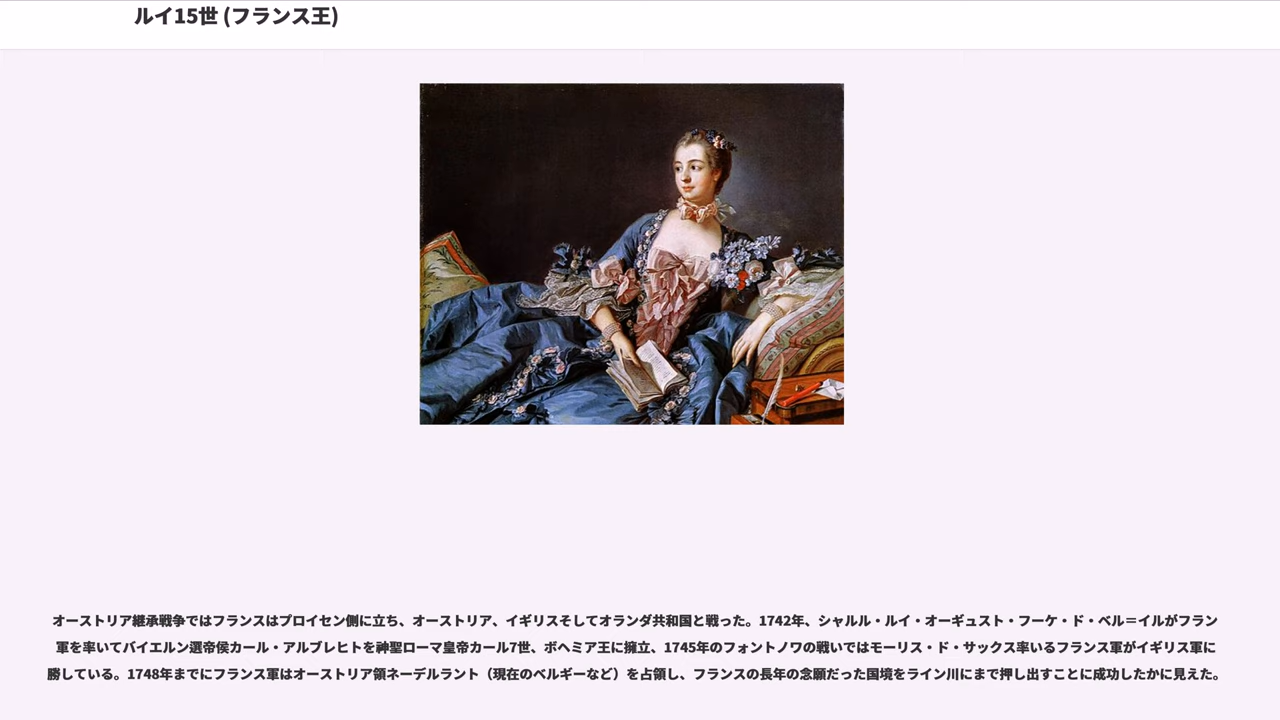 ルイ15世 (フランス王)
オーストリア継承戦争ではフランスはプロイセン側に立ち、オーストリア、イギリスそしてオランダ共和国と戦った。1742年、シャルル・ルイ・オーギュスト・フーケ・ド・ベル＝イルがフラン
軍を率いてバイエルン選帝侯カール・アルブレヒトを神聖ローマ皇帝カール7世、ボヘミア王に擁立、1745年のフォントノワの戦いではモーリス・ド・サックス率いるフランス軍がイギリス軍に
勝している。1748年までにフランス軍はオーストリア領ネーデルラント（現在のベルギーなど）を占領し、フランスの長年の念願だった国境をライン川にまで押し出すことに成功したかに見えた。